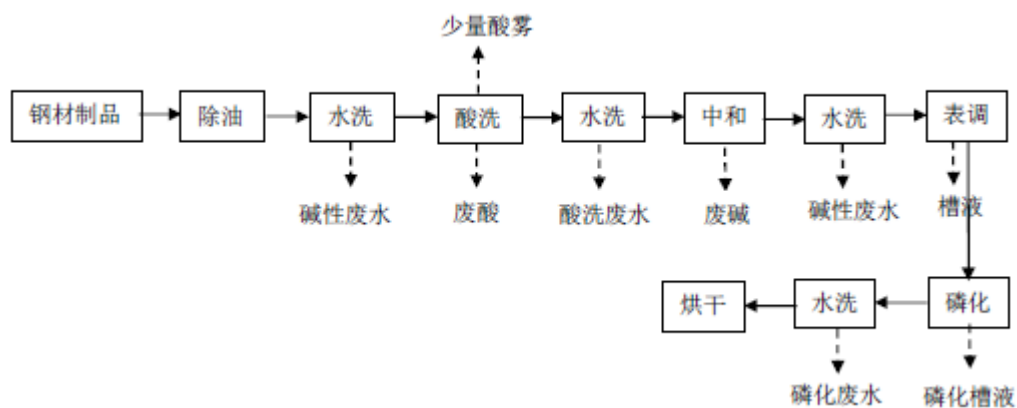 少量酸雾
钢材制品
除油
水洗
酸洗
水洗
中和
水洗
表调
碱性废水
废酸
酸洗废水
废碱
碱性废水
槽液
烘干
水洗
磷化
磷化废水
磷化槽液